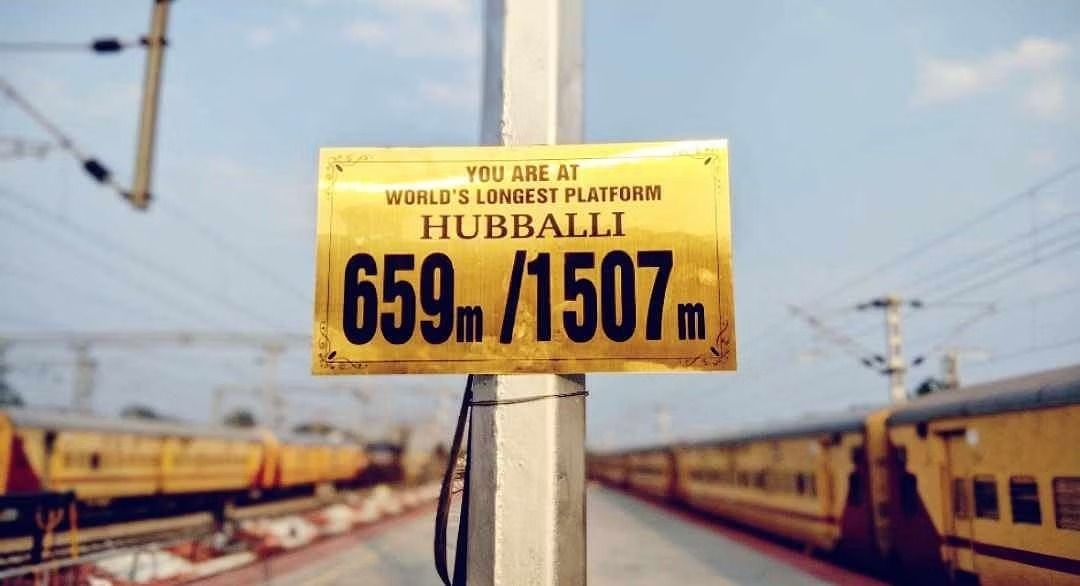 YOU ARE AT
WORLD'S LONGEST PLATFORM
HUBBALLI
659m /1507m